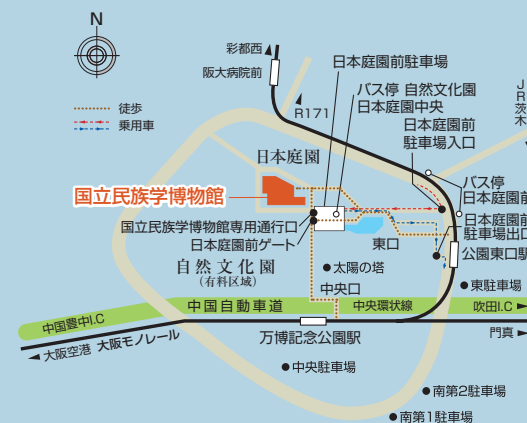 N
彩都西
阪大病院前
日本庭園前駐車場
バス停 自然文化園
日本庭園中央
R171
日本庭園前
駐車場入口
JR茨木
徒歩
乗用車
日本庭園
国立民族学博物館
バス停
日本庭園前
国立民族学博物館専用通行口
日本庭園前ゲート
日本庭園前
駐車場出口
東口
公園東口駅
自然文化園
(有料区域)
太陽の塔
東駐車場
中央口
中国自動車道
中央環状線
吹田I.C
中国豊中I.C
門真
大阪空港 大阪モノレール
万博記念公園駅
中央駐車場
南第2駐車場
南第1駐車場